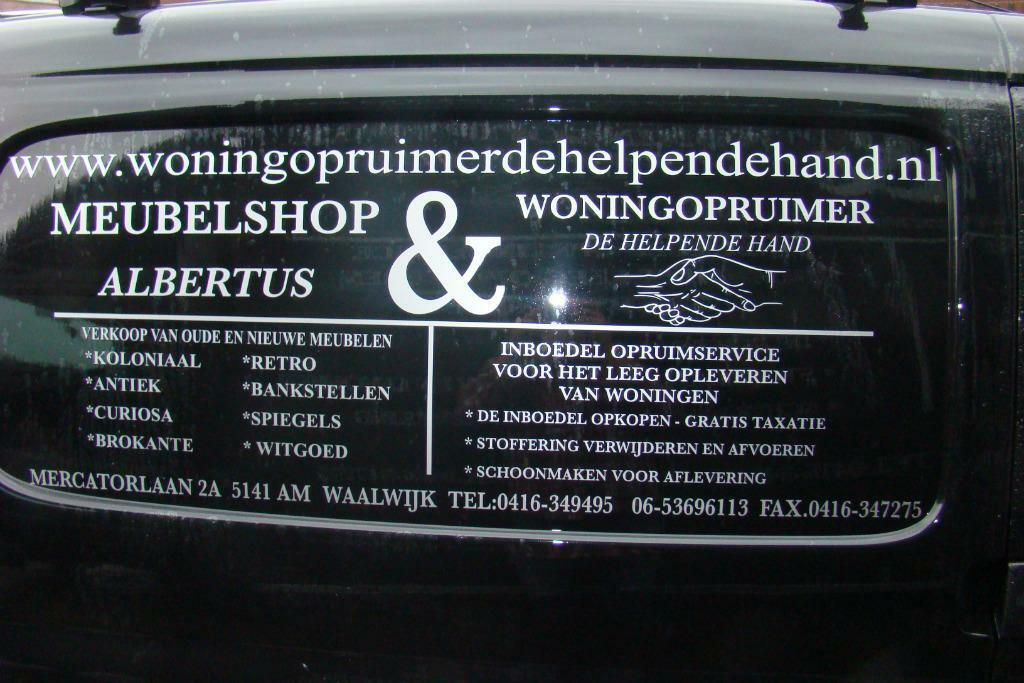 www.woningopruimerdehelpendehand.nl
MEUBELSHOP & WONINGOPRUIMER
DE HELPENDE HAND
ALBERTUS
VERKOOP VAN OUDE EN NIEUWE MEUBELEN
*KOLONIAAL *RETRO
*ANTIEK *BANKSTELLEN
*CURIOSA *SPIEGELS
*BROKANTE * WITGOED
INBOEDEL OPRUIMSERVICE
VOOR HET LEEG OPLEVEREN
VAN WONINGEN
* DE INBOEDEL OPKOPEN - GRATIS TAXATIE
* STOFFERING VERWIJDEREN EN AFVOEREN
* SCHOONMAKEN VOOR AFLEVERING
MERCATORLAAN 2A 5141 AM WAALWIJK TEL:0416-349495 06-53696113 FAX.0416-347275